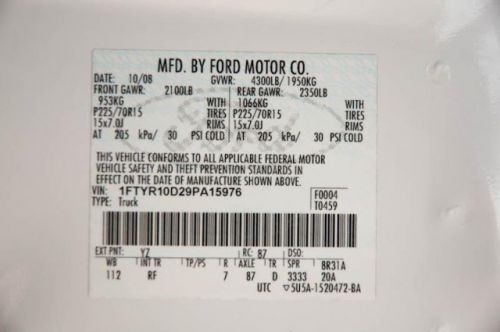 MFD. BY FORD MOTOR CO.
DATE: 10/08 GVWR: 4300LB/ 1950KG
FRONT GAWR: 2100LB REAR GAWR: 2350LB
953KG WITH 1066KG WITH
P225/70R15 TIRES P225/70R15 TIRES
15x7.0J RIMS 15x7.0J RIMS
AT 205 kPa/ 30 PSI COLD AT 205 kPa/ 30 PSI COLD
THIS VEHICLE CONFORMS TO ALL APPLICABLE FEDERAL MOTOR
VEHICLE SAFETY AND THEFT PREVENTION STANDARDS IN
EFFECT ON THE DATE OF MANUFACTURE SHOWN ABOVE.
VIN: 1FTYR10D29PA15976 F0004
TYPE: Truck T0459
EXT PNT: YZ RC: 87 DSO:
WB INT TR TP/PS R AXLE TR SPR 8R31A
112 RF 7 87 D 3333 20A
UTC ▽5U5A-1520472-BA